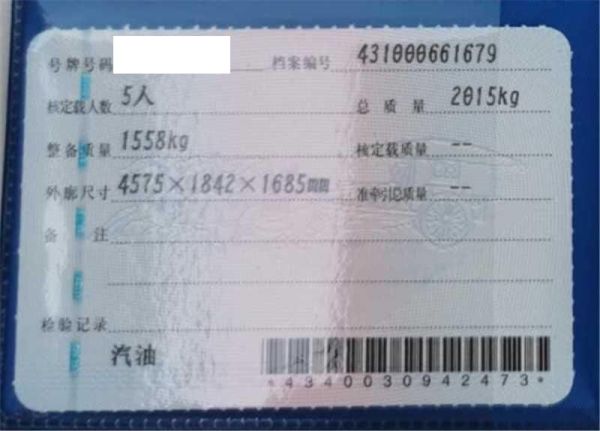 号牌号码 档案编号 431000661679
核定载人数 5人 总质量 2015kg
整备质量 1558kg 核定载质量 --
外廓尺寸 4575×1842×1685mm 准牵引总质量 --
备注
检验记录
汽油
*4340030942473*